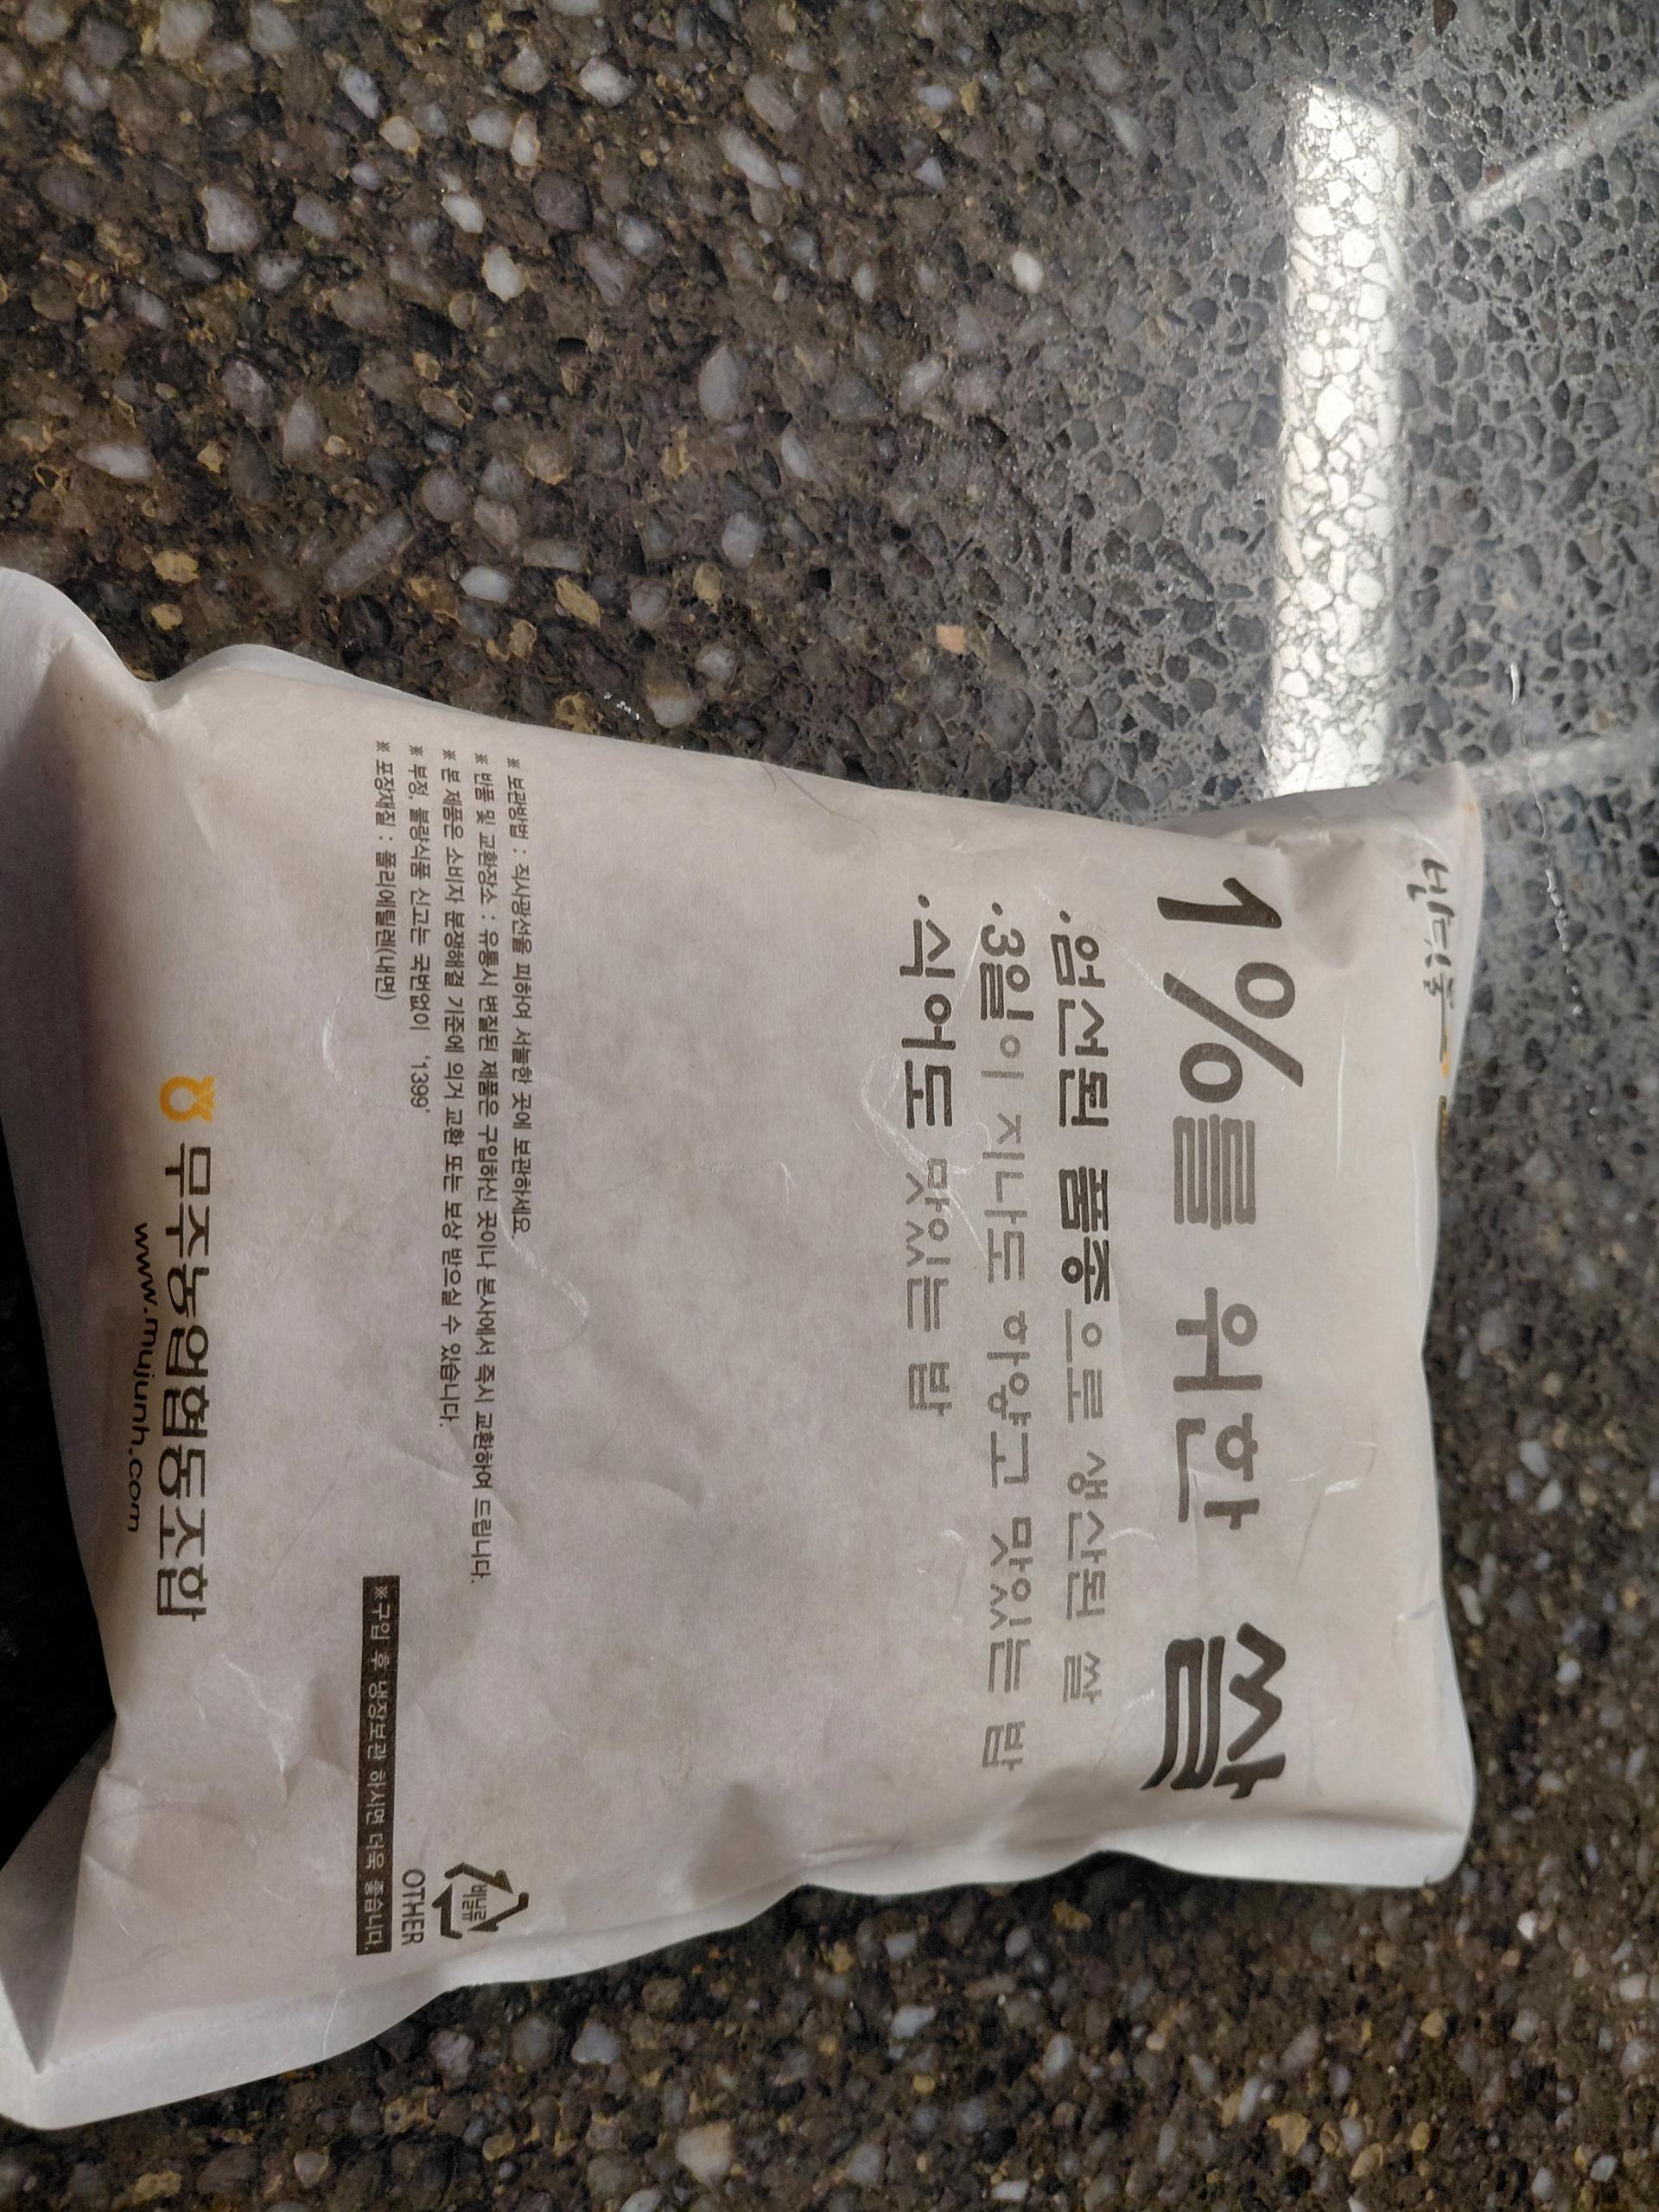 반딧불
1%를 위한 쌀
·엄선된 품종으로 생산된 쌀
·3일이 지나도 하얗고 맛있는 밥
·식어도 맛있는 밥
※ 보관방법 : 직사광선을 피하여 서늘한 곳에 보관하세요.
※ 반품 및 교환장소 : 유통시 변질된 제품은 구입하신 곳이나 본사에서 즉시 교환하여 드립니다.
※ 본 제품은 소비자 분쟁해결 기준에 의거 교환 또는 보상 받으실 수 있습니다.
※ 부정, 불량식품 신고는 국번없이 '1399'
※ 포장재질 : 폴리에틸렌(내면)
비닐류
OTHER
※구입 후 냉장보관 하시면 더욱 좋습니다.
무주농업협동조합
www.mujunh.com